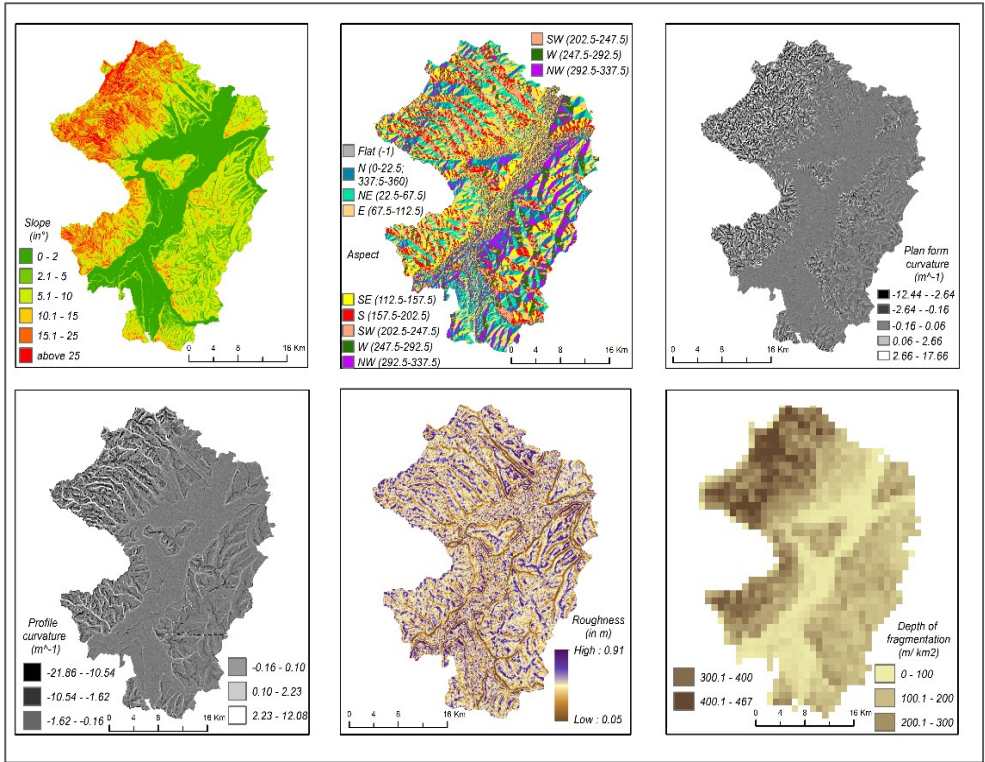 Slope
(in°)
0 - 2
2.1 - 5
5.1 - 10
10.1 - 15
15.1 - 25
above 25
0 4 8 16 Km
SW (202.5-247.5)
W (247.5-292.5)
NW (292.5-337.5)
Flat (-1)
N (0-22.5;
337.5-360)
NE (22.5-67.5)
E (67.5-112.5)
Aspect
SE (112.5-157.5)
S (157.5-202.5)
SW (202.5-247.5)
W (247.5-292.5)
NW (292.5-337.5)
0 4 8 16 Km
Plan form
curvature
(m^-1)
-12.44 - -2.64
-2.64 - -0.16
-0.16 - 0.06
0.06 - 2.66
2.66 - 17.66
0 4 8 16 Km
Profile
curvature
(m^-1)
-21.86 - -10.54
-10.54 - -1.62
-1.62 - -0.16
-0.16 - 0.10
0.10 - 2.23
2.23 - 12.08
0 4 8 16 Km
Roughness
(in m)
High : 0.91
Low : 0.05
0 4 8 16 Km
Depth of
fragmentation
(m/ km2)
0 - 100
100.1 - 200
200.1 - 300
300.1 - 400
400.1 - 467
0 4 8 16 Km